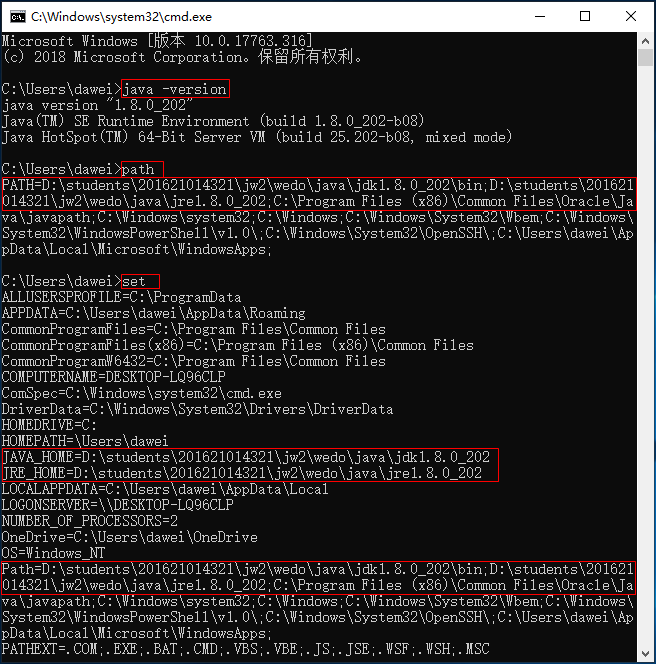 C:\Windows\system32\cmd.exe
Microsoft Windows [版本 10.0.17763.316]
(c) 2018 Microsoft Corporation。保留所有权利。
C:\Users\dawei>java -version
java version "1.8.0_202"
Java(TM) SE Runtime Environment (build 1.8.0_202-b08)
Java HotSpot(TM) 64-Bit Server VM (build 25.202-b08, mixed mode)
C:\Users\dawei>path
PATH=D:\students\201621014321\jw2\wedo\java\jdk1.8.0_202\bin;D:\students\201621
014321\jw2\wedo\java\jre1.8.0_202;C:\Program Files (x86)\Common Files\Oracle\Ja
va\javapath;C:\Windows\system32;C:\Windows;C:\Windows\System32\Wbem;C:\Windows\
System32\WindowsPowerShell\v1.0\;C:\Windows\System32\OpenSSH\;C:\Users\dawei\Ap
pData\Local\Microsoft\WindowsApps;
C:\Users\dawei>set
ALLUSERSPROFILE=C:\ProgramData
APPDATA=C:\Users\dawei\AppData\Roaming
CommonProgramFiles=C:\Program Files\Common Files
CommonProgramFiles(x86)=C:\Program Files (x86)\Common Files
CommonProgramW6432=C:\Program Files\Common Files
COMPUTERNAME=DESKTOP-LQ96CLP
ComSpec=C:\Windows\system32\cmd.exe
DriverData=C:\Windows\System32\Drivers\DriverData
HOMEDRIVE=C:
HOMEPATH=\Users\dawei
JAVA_HOME=D:\students\201621014321\jw2\wedo\java\jdk1.8.0_202
JRE_HOME=D:\students\201621014321\jw2\wedo\java\jre1.8.0_202
LOCALAPPDATA=C:\Users\dawei\AppData\Local
LOGONSERVER=\\DESKTOP-LQ96CLP
NUMBER_OF_PROCESSORS=2
OneDrive=C:\Users\dawei\OneDrive
OS=Windows_NT
Path=D:\students\201621014321\jw2\wedo\java\jdk1.8.0_202\bin;D:\students\201621
014321\jw2\wedo\java\jre1.8.0_202;C:\Program Files (x86)\Common Files\Oracle\Ja
va\javapath;C:\Windows\system32;C:\Windows;C:\Windows\System32\Wbem;C:\Windows\
System32\WindowsPowerShell\v1.0\;C:\Windows\System32\OpenSSH\;C:\Users\dawei\Ap
pData\Local\Microsoft\WindowsApps;
PATHEXT=.COM;.EXE;.BAT;.CMD;.VBS;.VBE;.JS;.JSE;.WSF;.WSH;.MSC